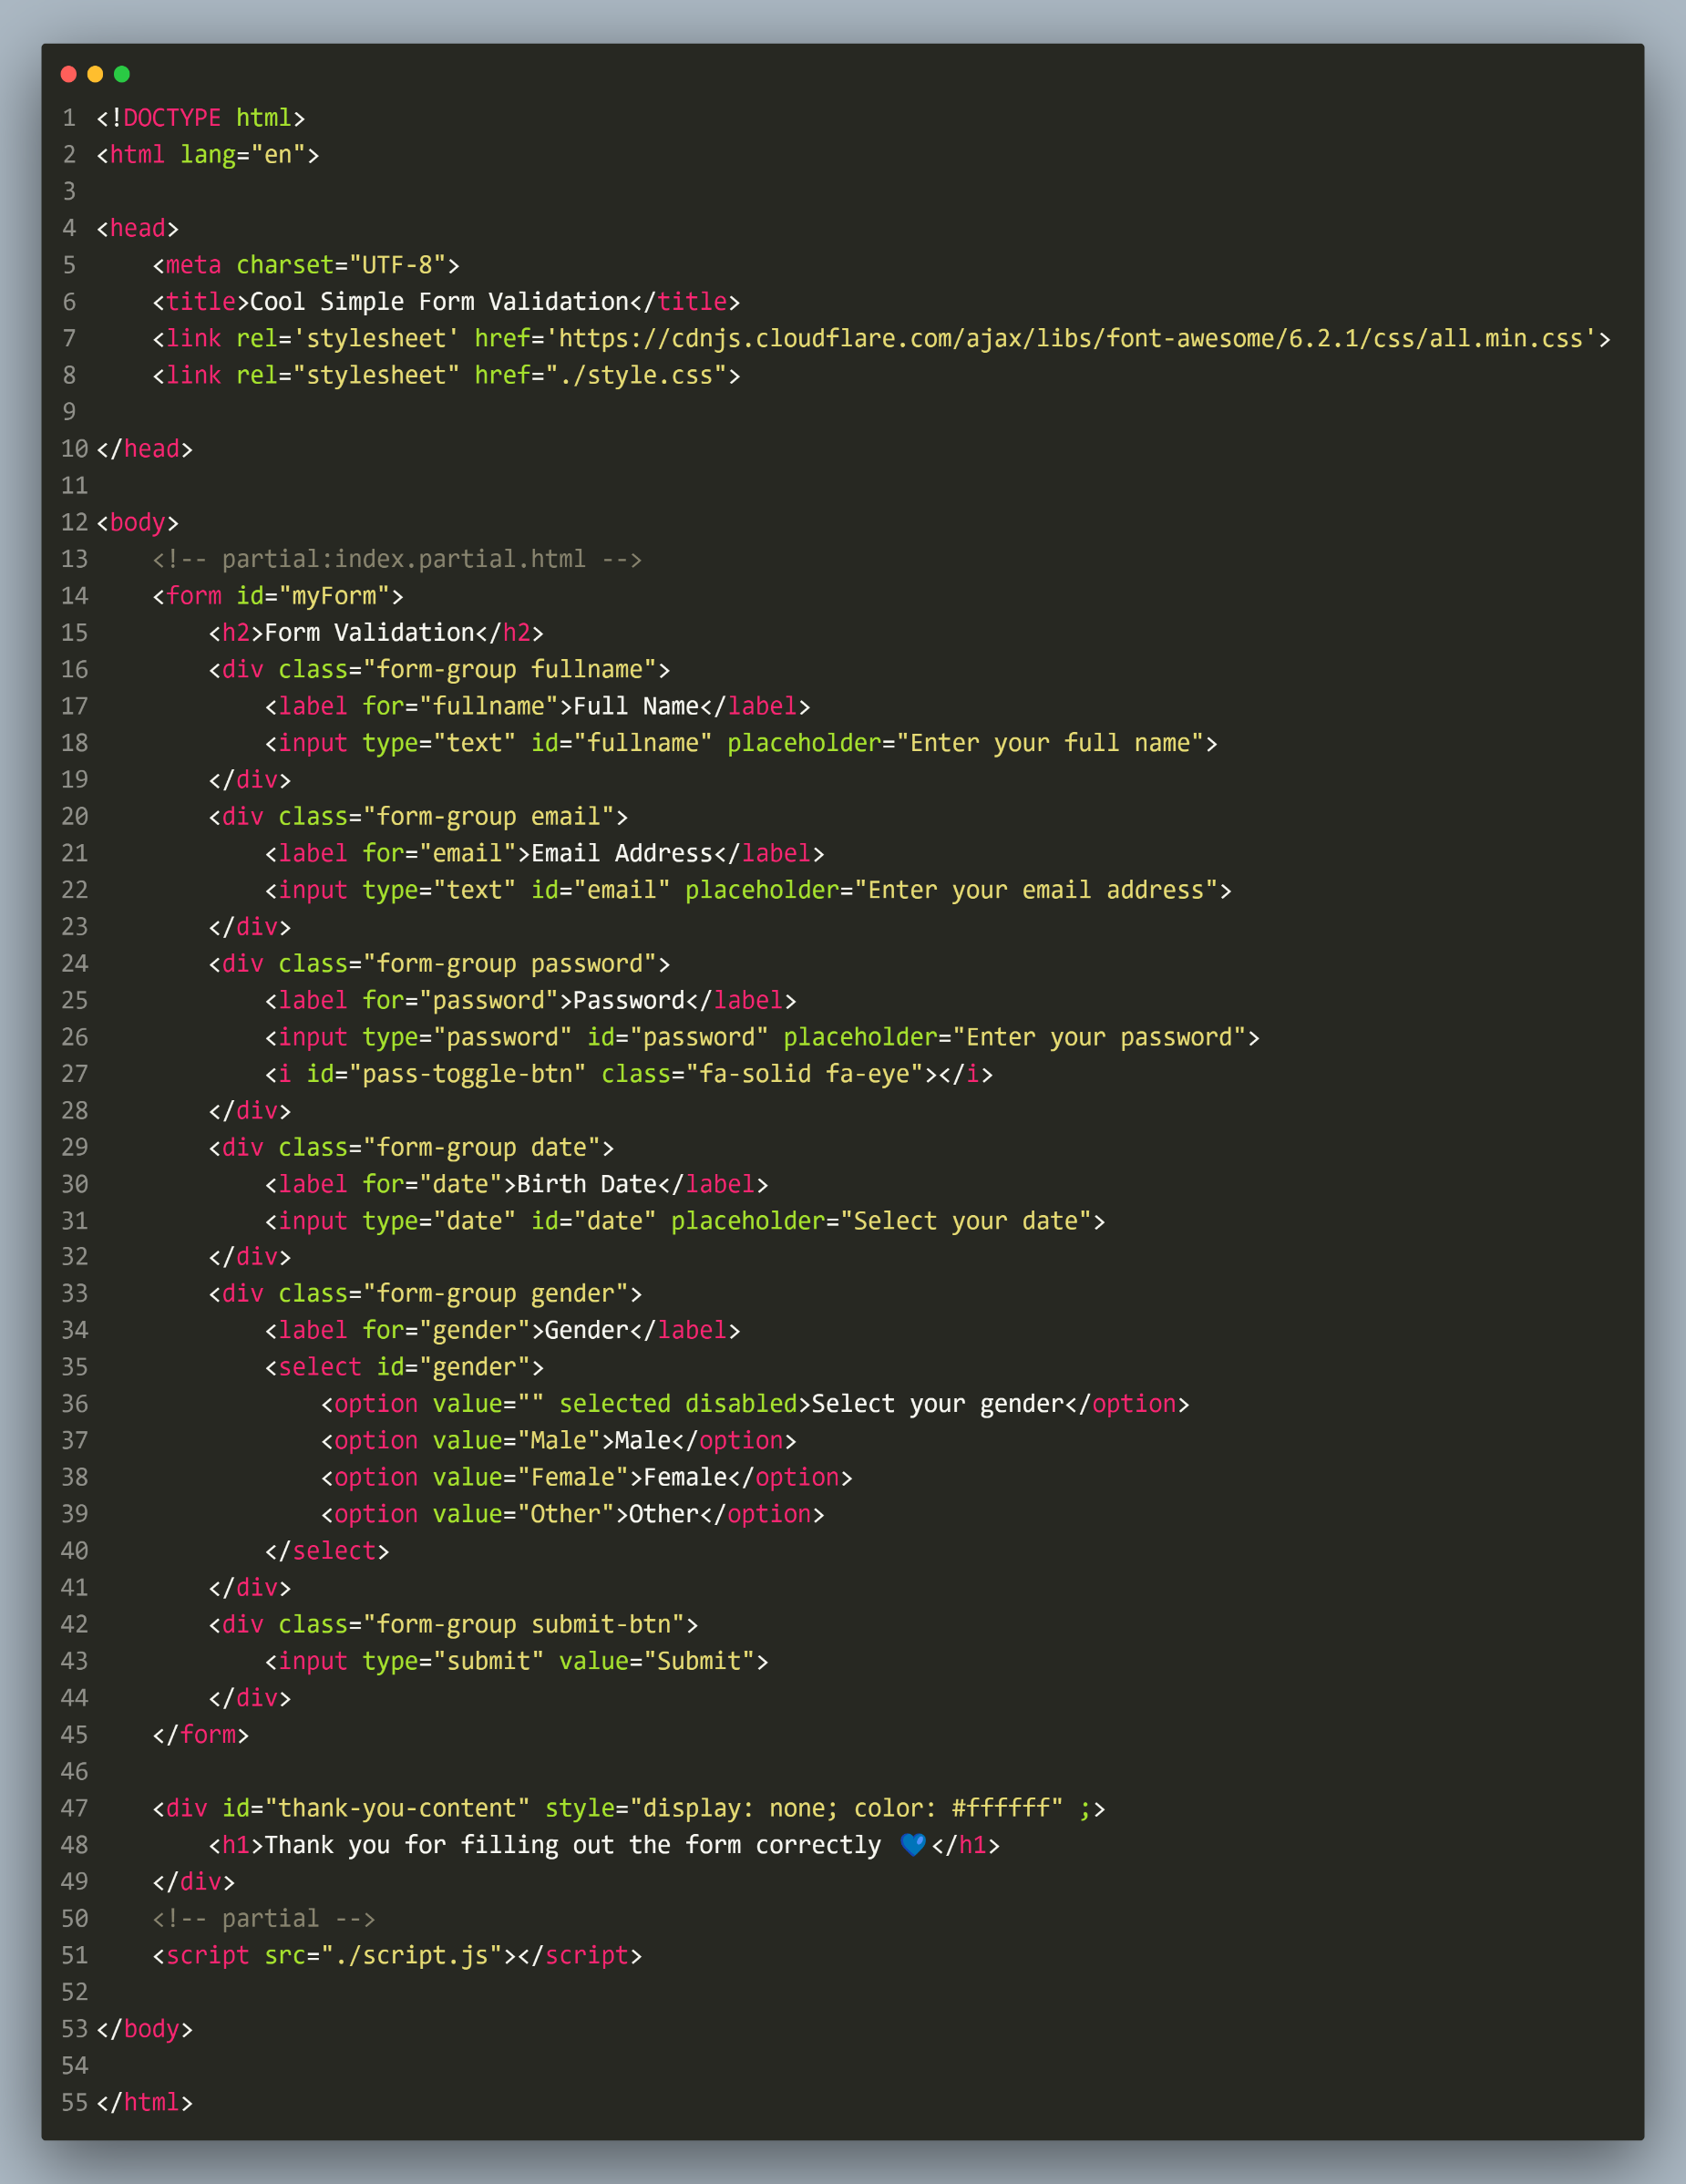 1 <!DOCTYPE html>
2 <html lang="en">
3
4 <head>
5     <meta charset="UTF-8">
6     <title>Cool Simple Form Validation</title>
7     <link rel='stylesheet' href='https://cdnjs.cloudflare.com/ajax/libs/font-awesome/6.2.1/css/all.min.css'>
8     <link rel="stylesheet" href="./style.css">
9
10 </head>
11
12 <body>
13     <!-- partial:index.partial.html -->
14     <form id="myForm">
15         <h2>Form Validation</h2>
16         <div class="form-group fullname">
17             <label for="fullname">Full Name</label>
18             <input type="text" id="fullname" placeholder="Enter your full name">
19         </div>
20         <div class="form-group email">
21             <label for="email">Email Address</label>
22             <input type="text" id="email" placeholder="Enter your email address">
23         </div>
24         <div class="form-group password">
25             <label for="password">Password</label>
26             <input type="password" id="password" placeholder="Enter your password">
27             <i id="pass-toggle-btn" class="fa-solid fa-eye"></i>
28         </div>
29         <div class="form-group date">
30             <label for="date">Birth Date</label>
31             <input type="date" id="date" placeholder="Select your date">
32         </div>
33         <div class="form-group gender">
34             <label for="gender">Gender</label>
35             <select id="gender">
36                 <option value="" selected disabled>Select your gender</option>
37                 <option value="Male">Male</option>
38                 <option value="Female">Female</option>
39                 <option value="Other">Other</option>
40             </select>
41         </div>
42         <div class="form-group submit-btn">
43             <input type="submit" value="Submit">
44         </div>
45     </form>
46
47     <div id="thank-you-content" style="display: none; color: #ffffff" ;>
48         <h1>Thank you for filling out the form correctly 💙</h1>
49     </div>
50     <!-- partial -->
51     <script src="./script.js"></script>
52
53 </body>
54
55 </html>